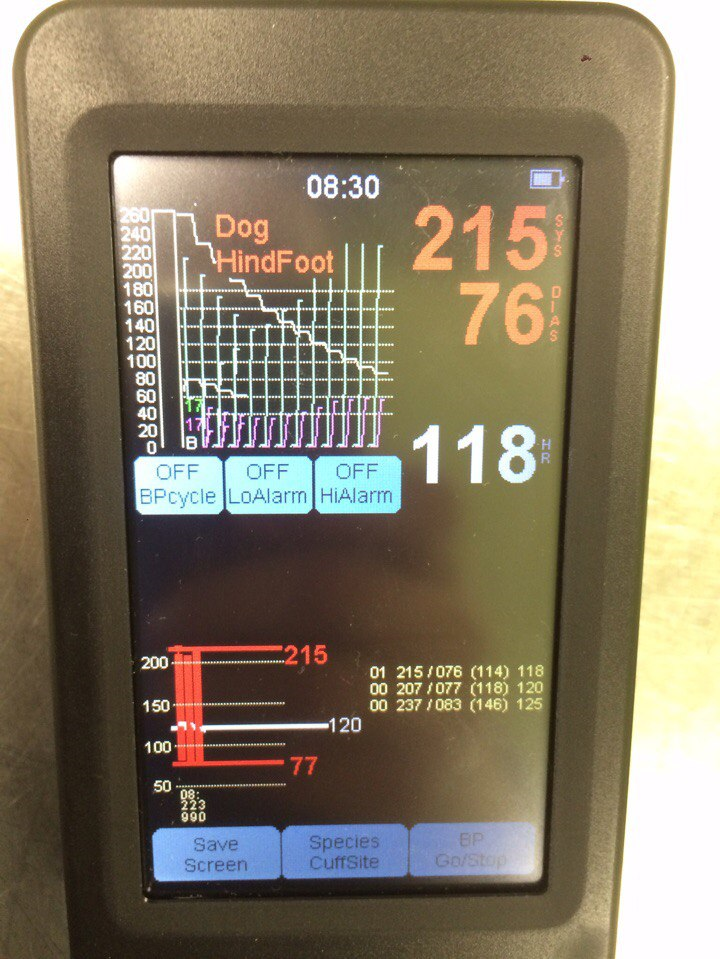 08:30
260
240
220
200
180
160
140
120
100
80
60
40
20
0
Dog
HindFoot
17
17
B
215 SYS
76 DIAS
118 HR
OFF BPcycle
OFF LoAlarm
OFF HiAlarm
200
150
100
50
215
120
77
08:
223
990
01 215/076 (114) 118
00 207/077 (118) 120
00 237/083 (146) 125
Save Screen
Species CuffSite
BP Go/Stop